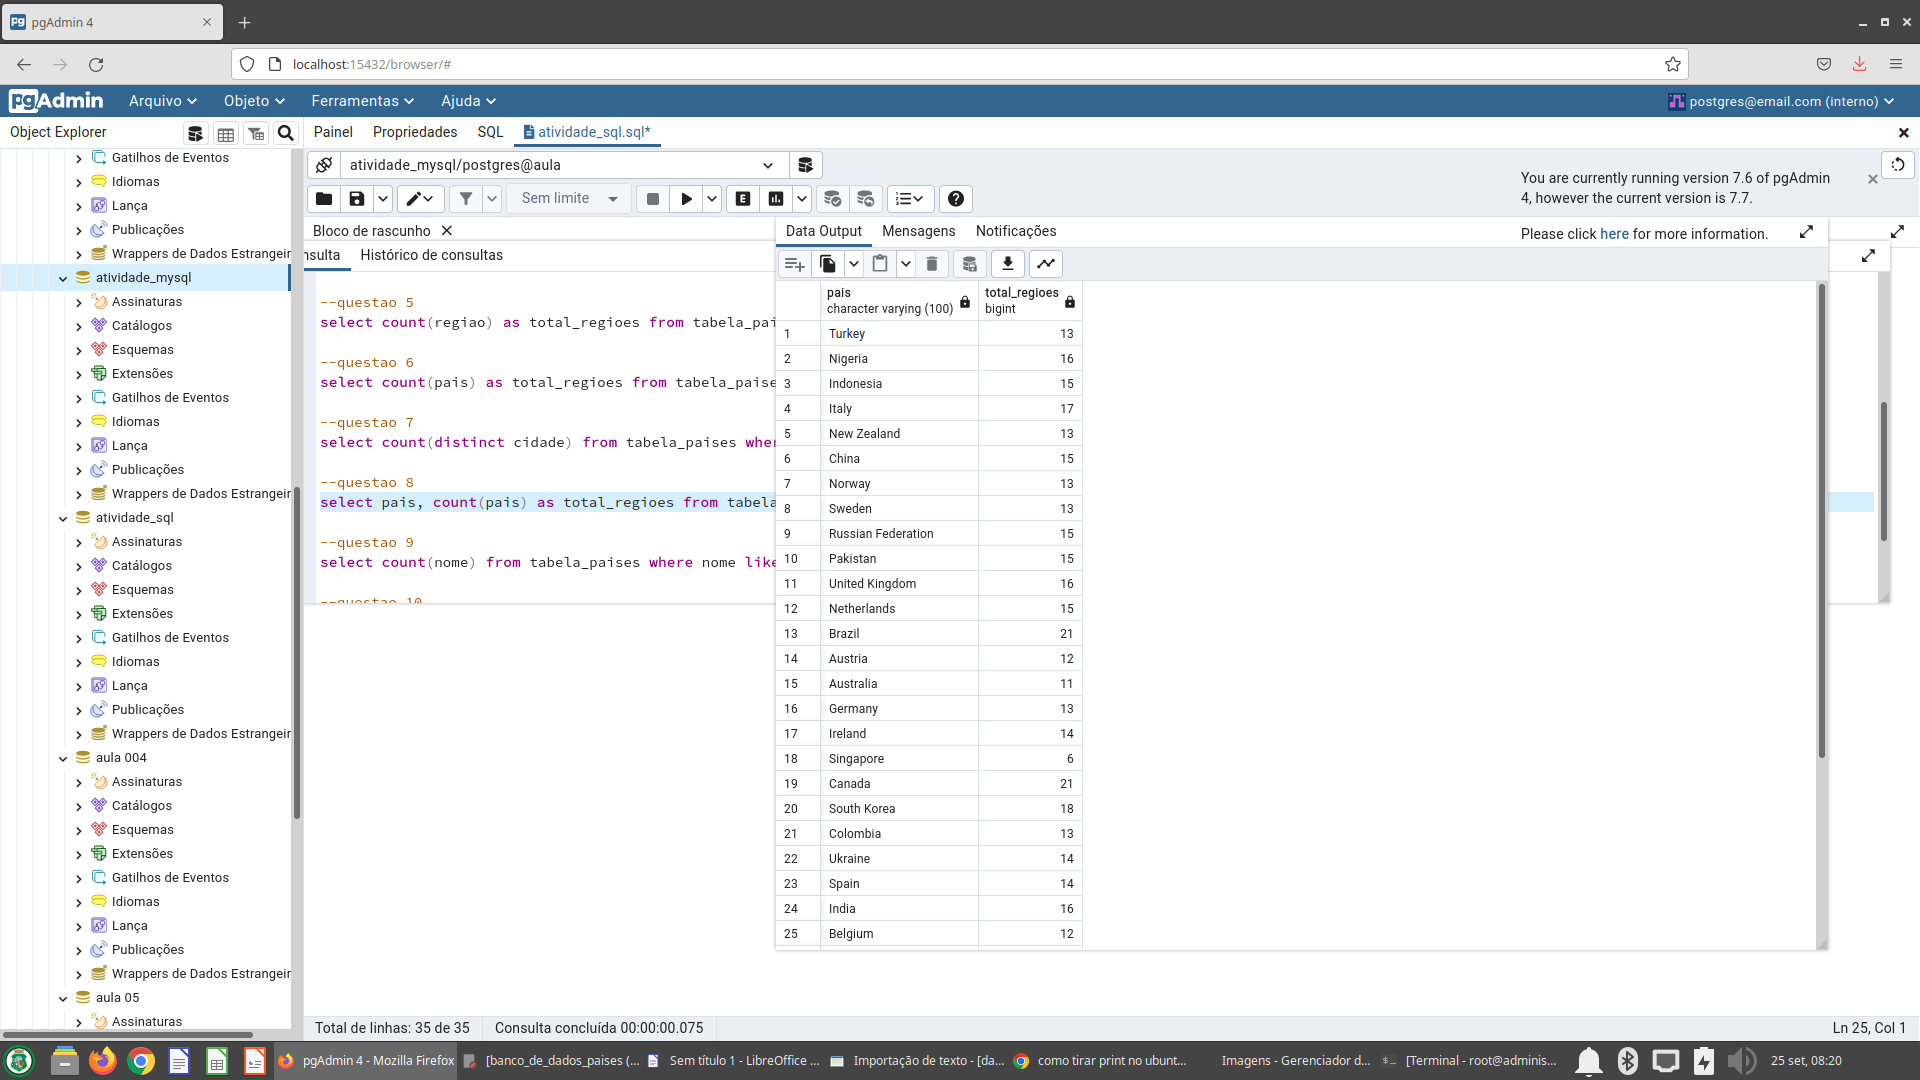 pgAdmin 4
localhost:15432/browser/#
pgAdmin
Arquivo
Objeto
Ferramentas
Ajuda
postgres@email.com (interno)
Object Explorer
Painel
Propriedades
SQL
atividade_sql.sql*
atividade_mysql/postgres@aula
Sem limite
E
You are currently running version 7.6 of pgAdmin
4, however the current version is 7.7.
Please click here for more information.
Gatilhos de Eventos
Idiomas
Lança
Publicações
Wrappers de Dados Estrangeir
atividade_mysql
Assinaturas
Catálogos
Esquemas
Extensões
Gatilhos de Eventos
Idiomas
Lança
Publicações
Wrappers de Dados Estrangeir
atividade_sql
Assinaturas
Catálogos
Esquemas
Extensões
Gatilhos de Eventos
Idiomas
Lança
Publicações
Wrappers de Dados Estrangeir
aula 004
Assinaturas
Catálogos
Esquemas
Extensões
Gatilhos de Eventos
Idiomas
Lança
Publicações
Wrappers de Dados Estrangeir
aula 05
Assinaturas
Bloco de rascunho
nsulta
Histórico de consultas
--questao 5
select count(regiao) as total_regioes from tabela_pai
--questao 6
select count(pais) as total_regioes from tabela_paise
--questao 7
select count(distinct cidade) from tabela_paises wher
--questao 8
select pais, count(pais) as total_regioes from tabela
--questao 9
select count(nome) from tabela_paises where nome like
--questao 10
Data Output
Mensagens
Notificações
pais
character varying (100)
total_regioes
bigint
1 Turkey 13
2 Nigeria 16
3 Indonesia 15
4 Italy 17
5 New Zealand 13
6 China 15
7 Norway 13
8 Sweden 13
9 Russian Federation 15
10 Pakistan 15
11 United Kingdom 16
12 Netherlands 15
13 Brazil 21
14 Austria 12
15 Australia 11
16 Germany 13
17 Ireland 14
18 Singapore 6
19 Canada 21
20 South Korea 18
21 Colombia 13
22 Ukraine 14
23 Spain 14
24 India 16
25 Belgium 12
Total de linhas: 35 de 35
Consulta concluída 00:00:00.075
Ln 25, Col 1
pgAdmin 4 - Mozilla Firefox
[banco_de_dados_paises (...
Sem título 1 - LibreOffice ...
Importação de texto - [da...
como tirar print no ubunt...
Imagens - Gerenciador d...
[Terminal - root@adminis...
25 set, 08:20